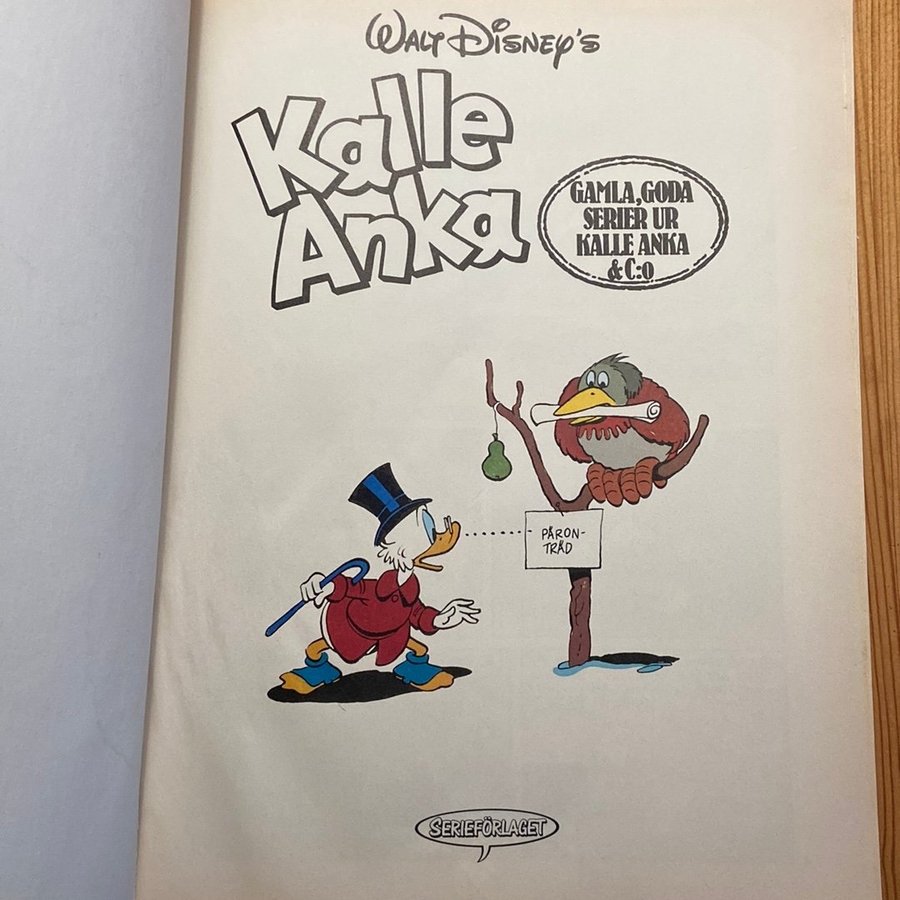 WALT DISNEY'S
Kalle
Anka
GAMLA, GODA
SERIER UR
KALLE ANKA
& C:o
PÄRON-
TRÄD
SERIEFÖRLAGET